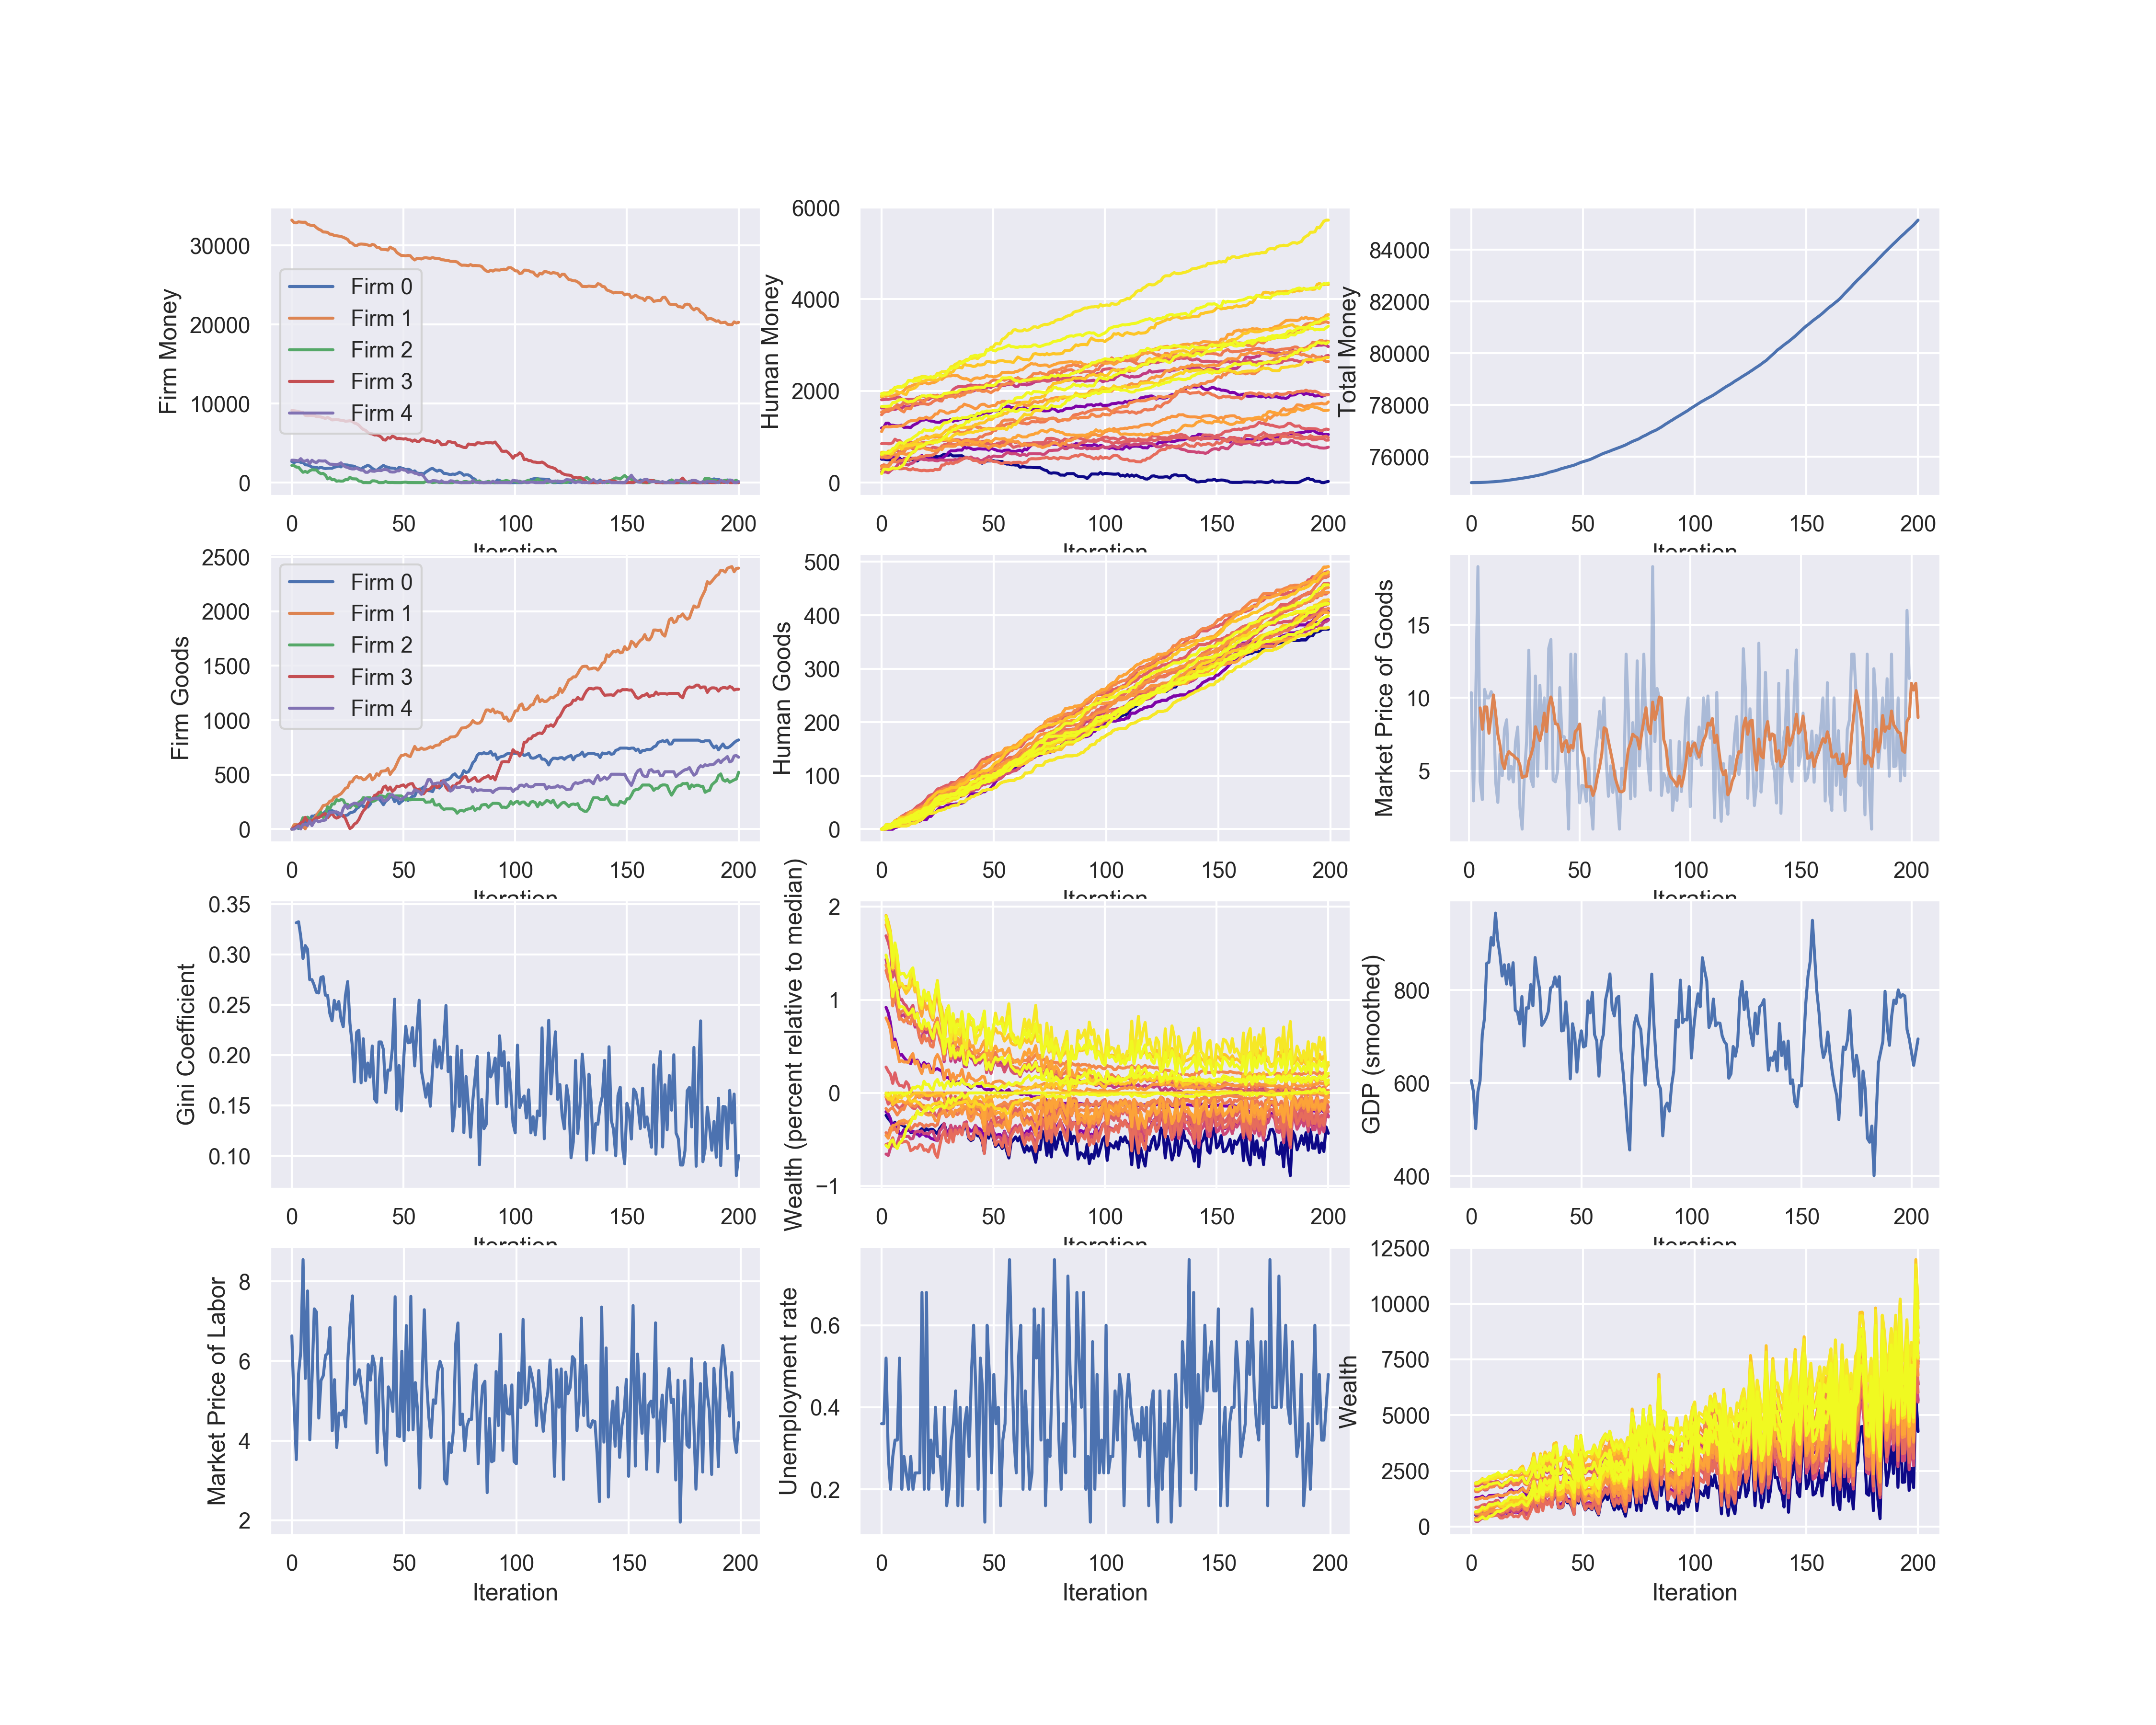 Firm Money
30000
20000
10000
0
Firm 0
Firm 1
Firm 2
Firm 3
Firm 4
0 50 100 150 200
Iteration
Human Money
6000
4000
2000
0
0 50 100 150 200
Iteration
Total Money
84000
82000
80000
78000
76000
0 50 100 150 200
Iteration
Firm Goods
2500
2000
1500
1000
500
0
Firm 0
Firm 1
Firm 2
Firm 3
Firm 4
0 50 100 150 200
Iteration
Human Goods
500
400
300
200
100
0
0 50 100 150 200
Iteration
Market Price of Goods
15
10
5
0 50 100 150 200
Iteration
Gini Coefficient
0.35
0.30
0.25
0.20
0.15
0.10
0 50 100 150 200
Iteration
Wealth (percent relative to median)
2
1
0
−1
0 50 100 150 200
Iteration
GDP (smoothed)
800
600
400
0 50 100 150 200
Iteration
Market Price of Labor
8
6
4
2
0 50 100 150 200
Iteration
Unemployment rate
0.6
0.4
0.2
0 50 100 150 200
Iteration
Wealth
12500
10000
7500
5000
2500
0
0 50 100 150 200
Iteration